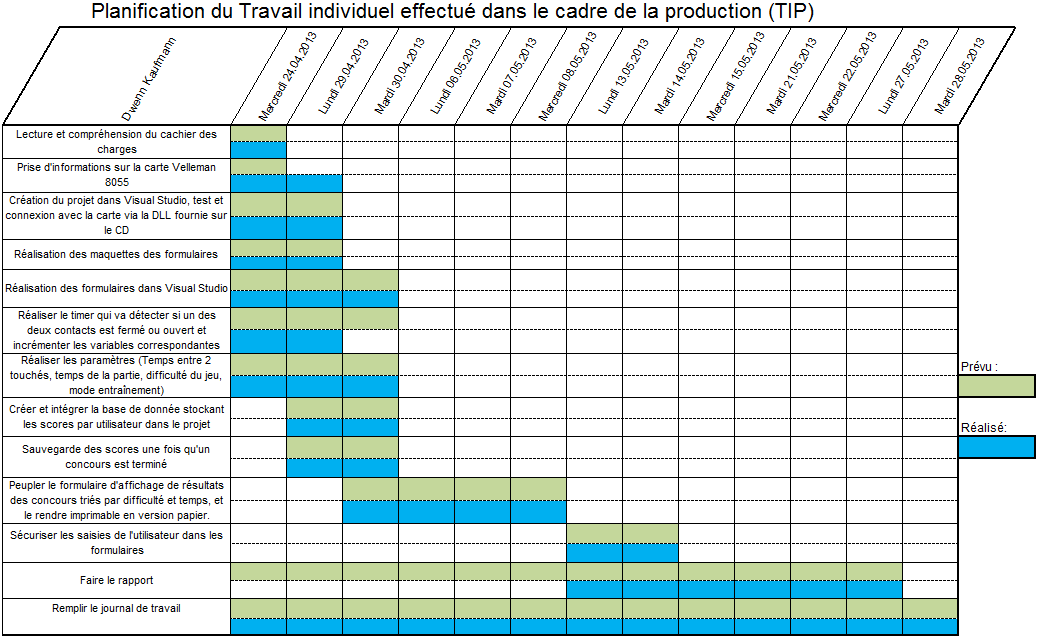 Planification du Travail individuel effectué dans le cadre de la production (TIP)
Dwenn Kaufmann
Mercredi 24.04.2013
Lundi 29.04.2013
Mardi 30.04.2013
Lundi 06.05.2013
Mardi 07.05.2013
Mercredi 08.05.2013
Lundi 13.05.2013
Mardi 14.05.2013
Mercredi 15.05.2013
Mardi 21.05.2013
Mercredi 22.05.2013
Lundi 27.05.2013
Mardi 28.05.2013
Lecture et compréhension du cachier des
charges
Prise d'informations sur la carte Velleman
8055
Création du projet dans Visual Studio, test et
connexion avec la carte via la DLL fournie sur
le CD
Réalisation des maquettes des formulaires
Réalisation des formulaires dans Visual Studio
Réaliser le timer qui va détecter si un des
deux contacts est fermé ou ouvert et
incrémenter les variables correspondantes
Réaliser les paramètres (Temps entre 2
touchés, temps de la partie, difficulté du jeu,
mode entraînement)
Créer et intégrer la base de donnée stockant
les scores par utilisateur dans le projet
Sauvegarde des scores une fois qu'un
concours est terminé
Peupler le formulaire d'affichage de résultats
des concours triés par difficulté et temps, et
le rendre imprimable en version papier.
Sécuriser les saisies de l'utilisateur dans les
formulaires
Faire le rapport
Remplir le journal de travail
Prévu :
Réalisé: